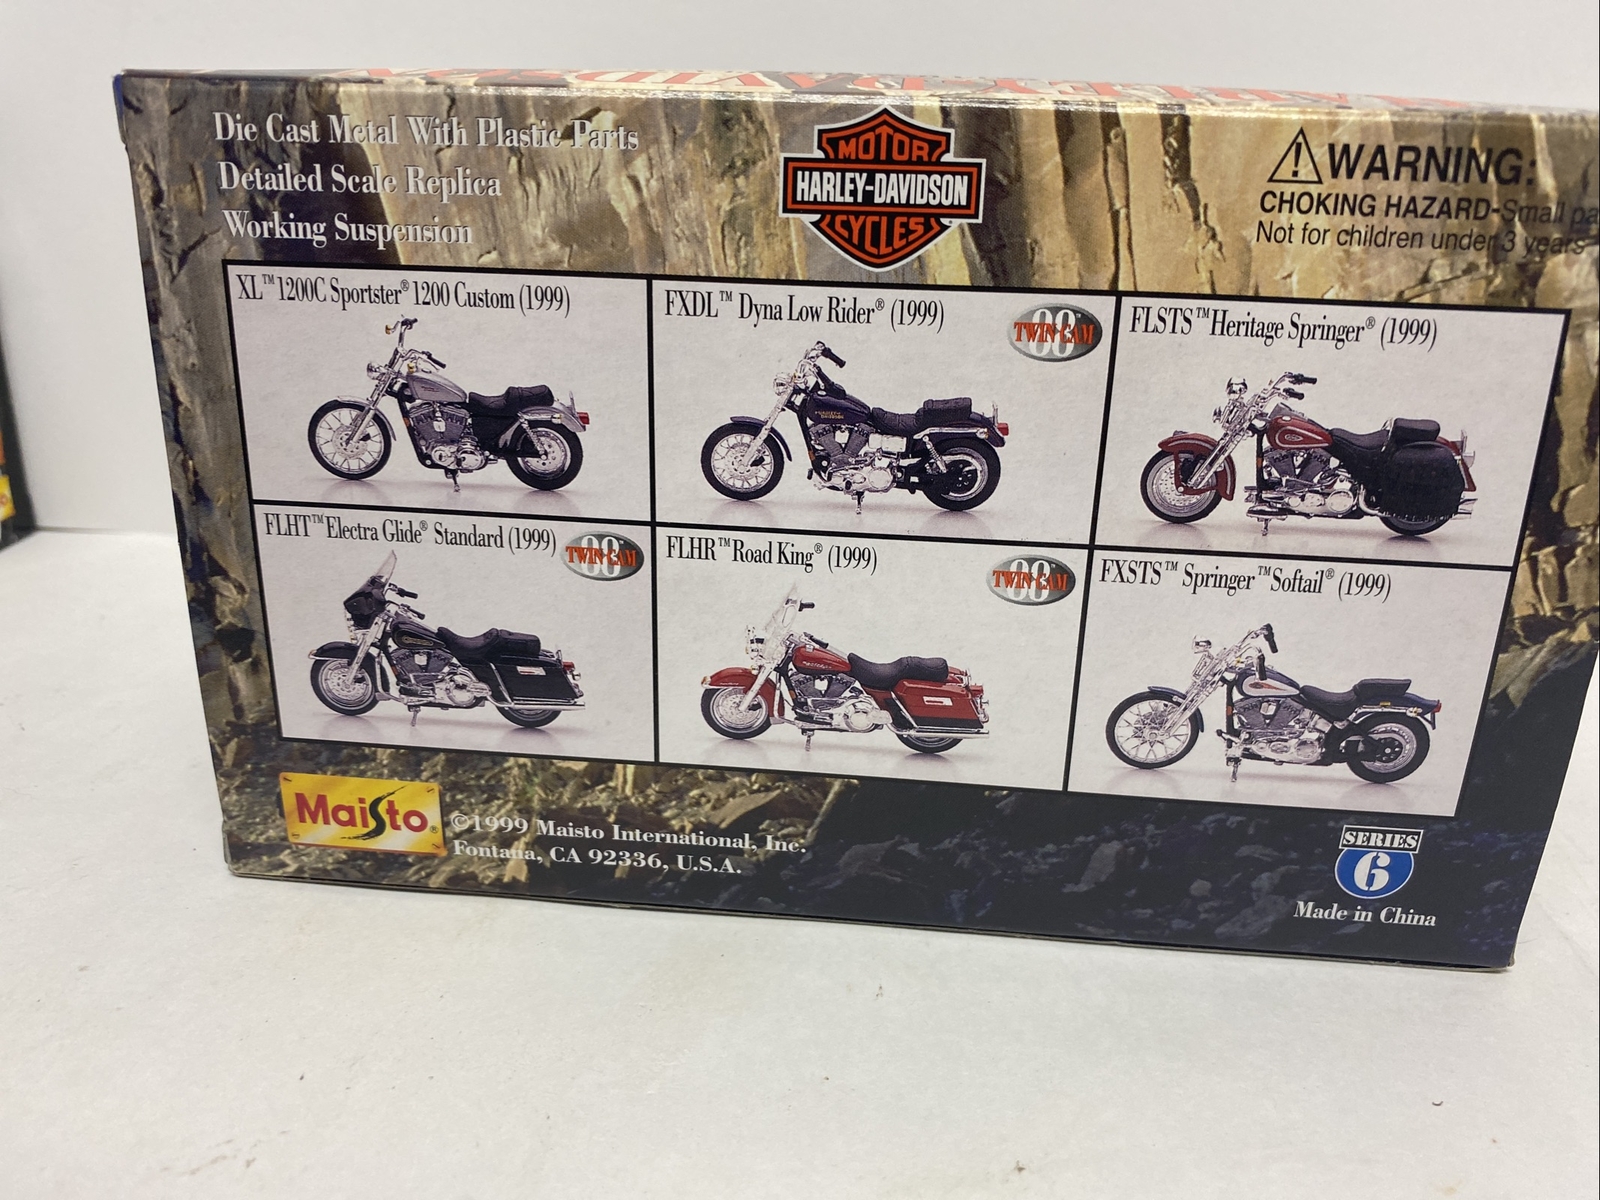 Die Cast Metal With Plastic Parts
Detailed Scale Replica
Working Suspension
MOTOR
HARLEY-DAVIDSON
CYCLES
WARNING:
CHOKING HAZARD-Small
Not for children under 3 years
XL™ 1200C Sportster® 1200 Custom (1999)
FXDL™ Dyna Low Rider® (1999)
TWIN CAM
FLSTS™ Heritage Springer® (1999)
FLHT™ Electra Glide® Standard (1999)
TWIN CAM
FLHR™ Road King® (1999)
TWIN CAM
FXSTS™ Springer™ Softail® (1999)
Maisto®
©1999 Maisto International, Inc.
Fontana, CA 92336, U.S.A.
SERIES
6
Made in China